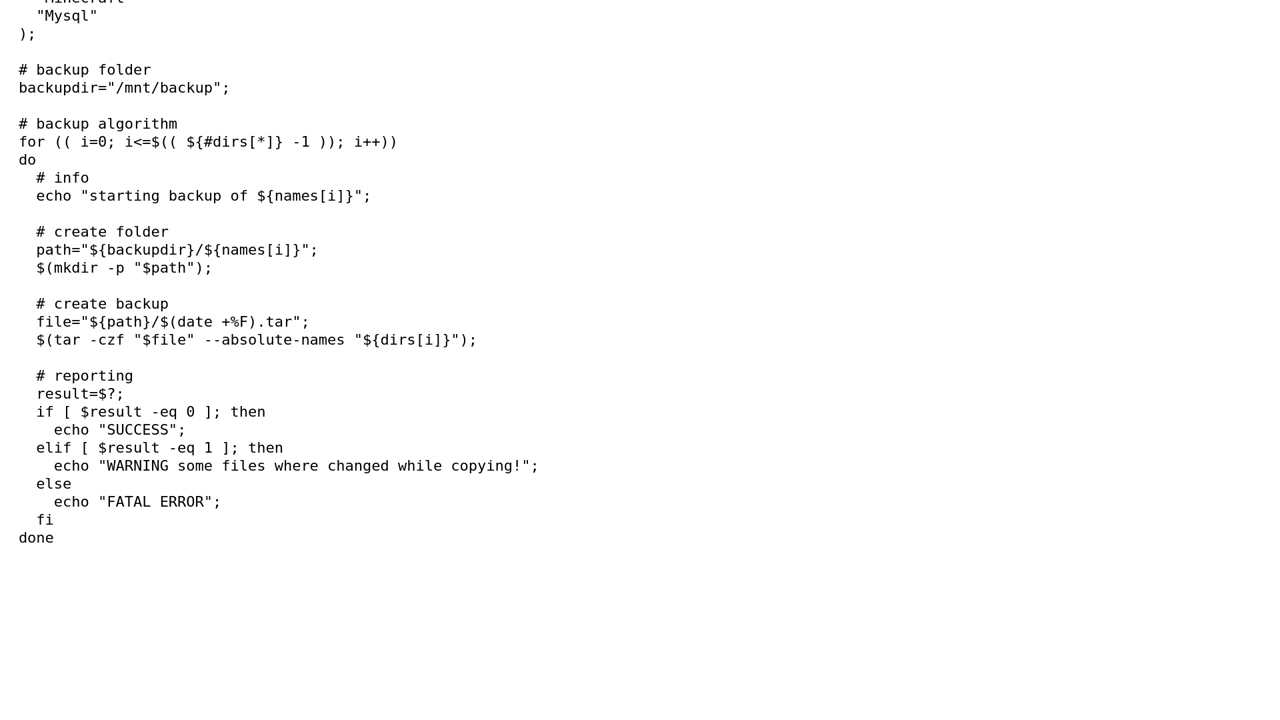 "Mysql"
);
# backup folder
backupdir="/mnt/backup";
# backup algorithm
for (( i=0; i<=$(( ${#dirs[*]} -1 )); i++))
do
# info
echo "starting backup of ${names[i]}";
# create folder
path="${backupdir}/${names[i]}";
$(mkdir -p "$path");
# create backup
file="${path}/$(date +%F).tar";
$(tar -czf "$file" --absolute-names "${dirs[i]}");
# reporting
result=$?;
if [ $result -eq 0 ]; then
echo "SUCCESS";
elif [ $result -eq 1 ]; then
echo "WARNING some files where changed while copying!";
else
echo "FATAL ERROR";
fi
done